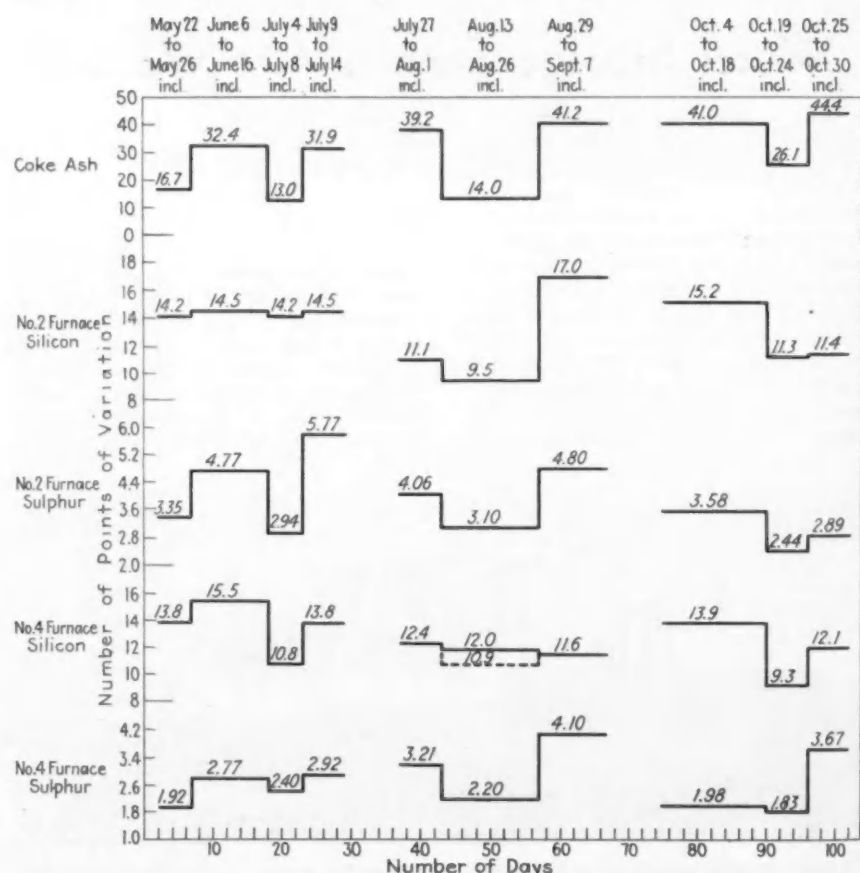 May 22 June 6 July 4 July 9 July 27 Aug. 13 Aug. 29 Oct. 4 Oct. 19 Oct. 25
to to to to to to to to to to
May 26 June 16 July 8 July 14 Aug. 1 Aug. 26 Sept. 7 Oct. 18 Oct. 24 Oct 30
incl. incl. incl. incl. incl. incl. incl. incl. incl. incl.
Number of Points of Variation
Coke Ash
50
40
30
20
10
0
16.7 32.4 13.0 31.9 39.2 14.0 41.2 41.0 26.1 44.4
No.2 Furnace
Silicon
18
16
14
12
10
8
14.2 14.5 14.2 14.5 11.1 9.5 17.0 15.2 11.3 11.4
No.2 Furnace
Sulphur
6.0
5.2
4.4
3.6
2.8
2.0
3.35 4.77 2.94 5.77 4.06 3.10 4.80 3.58 2.44 2.89
No.4 Furnace
Silicon
16
14
12
10
8
13.8 15.5 10.8 13.8 12.4 12.0 10.9 11.6 13.9 9.3 12.1
No.4 Furnace
Sulphur
4.2
3.4
2.6
1.8
1.0
1.92 2.77 2.40 2.92 3.21 2.20 4.10 1.98 1.83 3.67
10 20 30 40 50 60 70 80 90 100
Number of Days